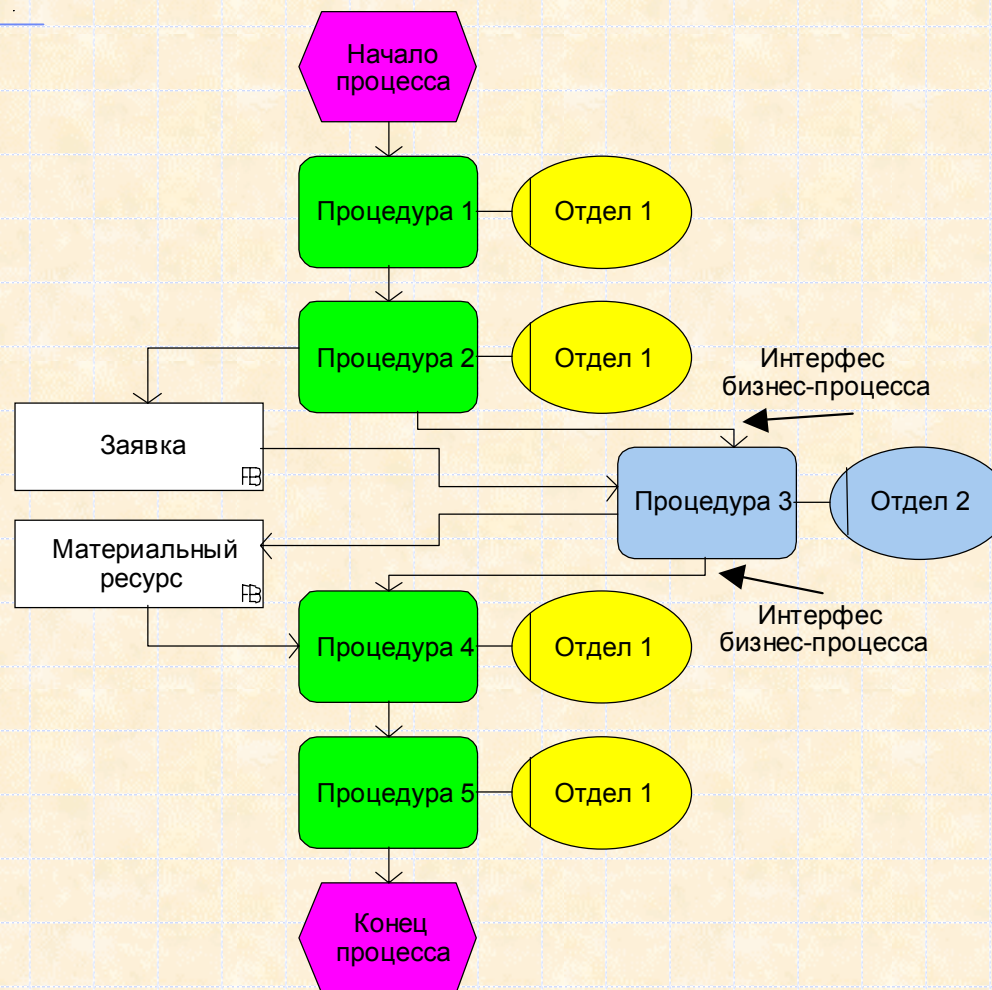 Начало
процесса
Процедура 1
Отдел 1
Процедура 2
Отдел 1
Интерфес
бизнес-процесса
Заявка
Процедура 3
Отдел 2
Материальный
ресурс
Интерфес
бизнес-процесса
Процедура 4
Отдел 1
Процедура 5
Отдел 1
Конец
процесса